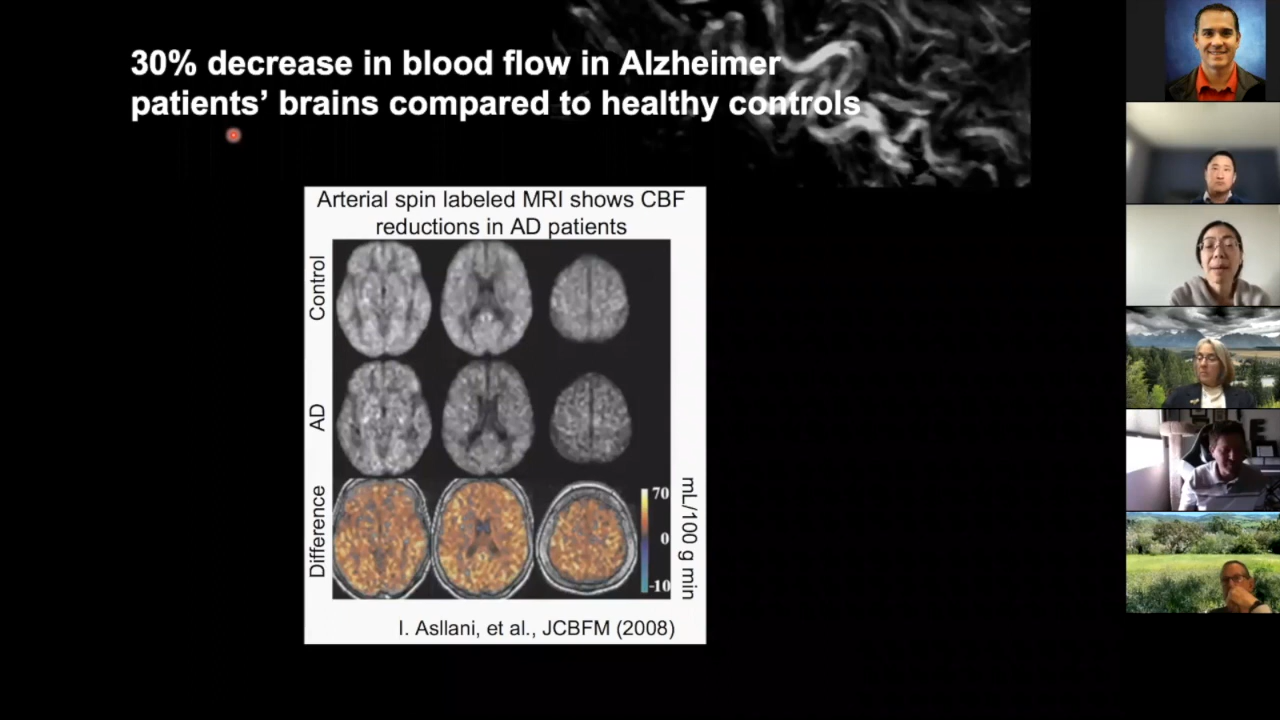 30% decrease in blood flow in Alzheimer
patients’ brains compared to healthy controls
Arterial spin labeled MRI shows CBF
reductions in AD patients
Control
AD
Difference
70
0
-10
mL/100 g min
I. Asllani, et al., JCBFM (2008)